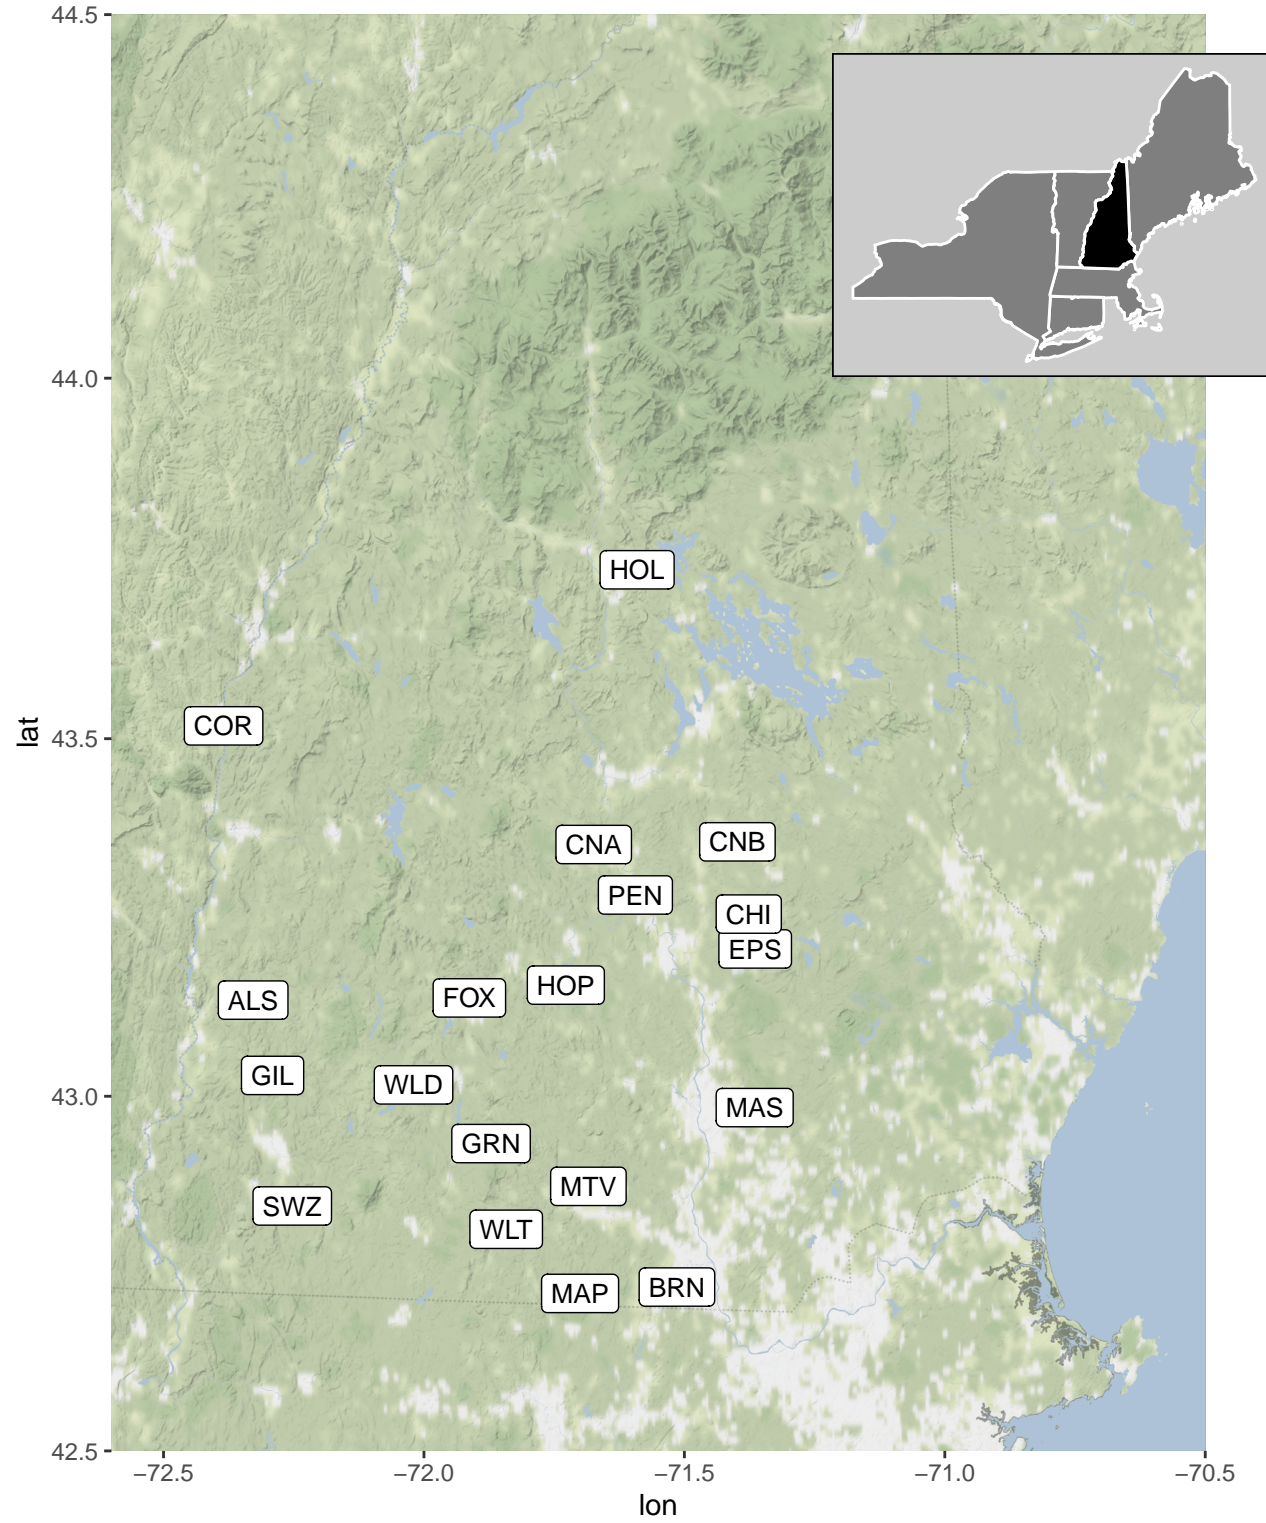 44.5
44.0
HOL
COR
lat
43.5
CNA
CNB
PEN
CHI
EPS
HOP
FOX
ALS
GIL
WLD
43.0
MAS
GRN
MTV
SWZ
WLT
BRN
MAP
42.5
−72.5
−72.0
−71.5
−71.0
−70.5
lon